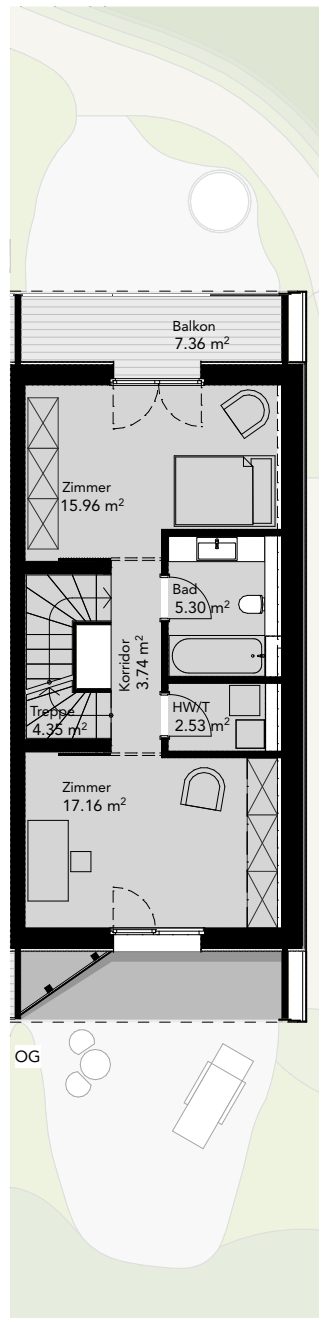 Balkon
7.36 m²
Zimmer
15.96 m²
Bad
5.30 m²
Korridor
3.74 m²
Treppe
4.35 m²
HW/T
2.53 m²
Zimmer
17.16 m²
OG